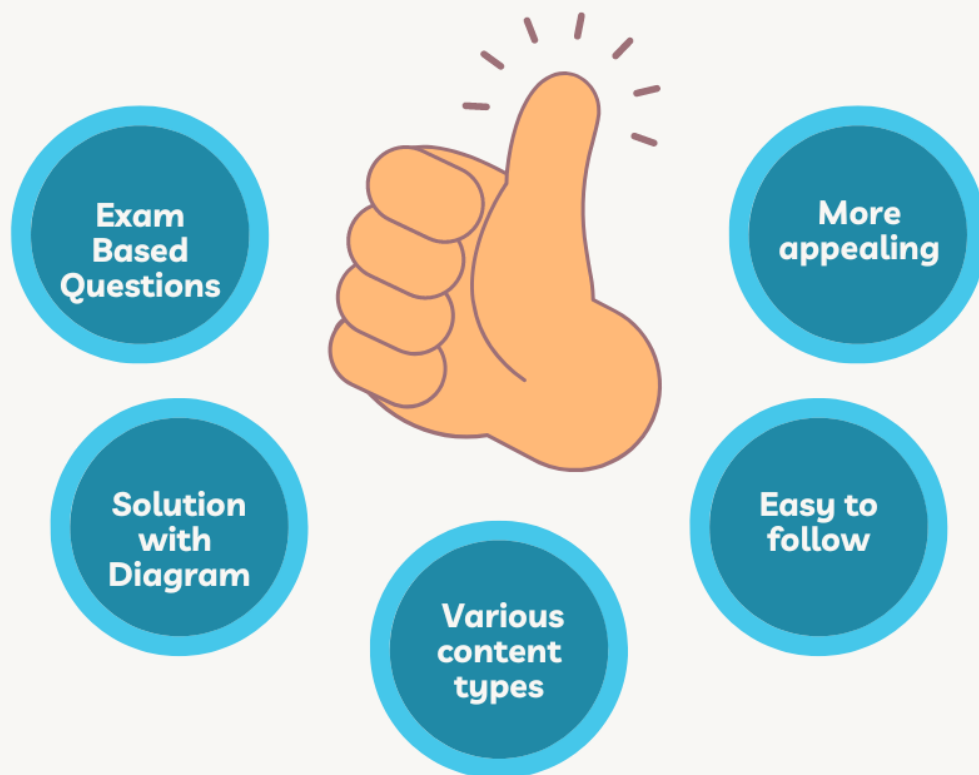 Exam
Based
Questions
More
appealing
Solution
with
Diagram
Easy to
follow
Various
content
types